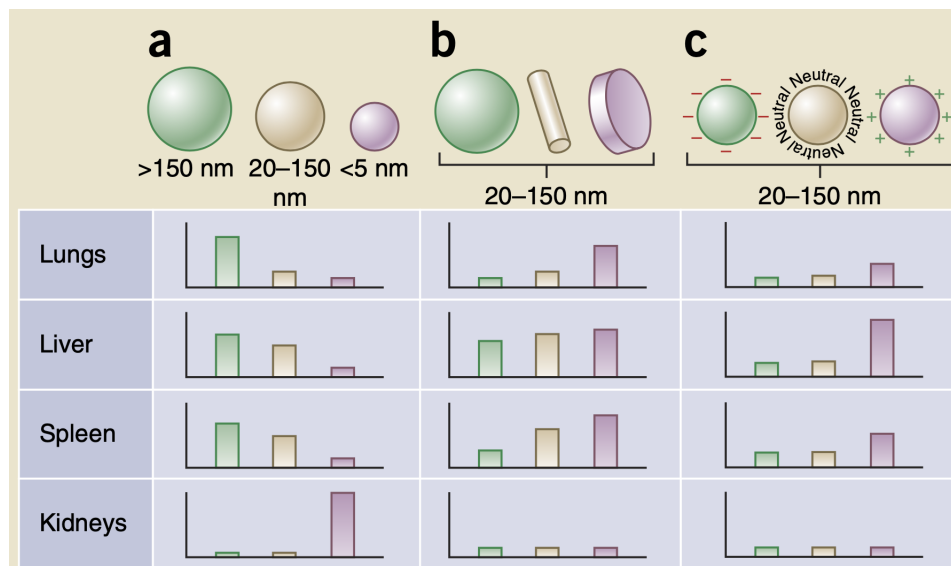 a
b
c
Neutral Neutral Neutral Neutral
>150 nm
20–150
nm
<5 nm
20–150 nm
20–150 nm
Lungs
Liver
Spleen
Kidneys